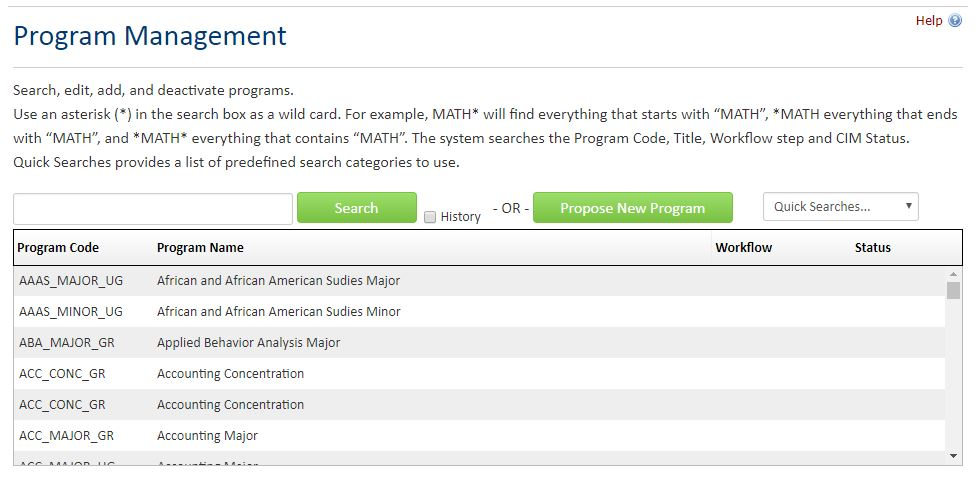 Help
Program Management
Search, edit, add, and deactivate programs.
Use an asterisk (*) in the search box as a wild card. For example, MATH* will find everything that starts with “MATH”, *MATH everything that ends
with “MATH”, and *MATH* everything that contains “MATH”. The system searches the Program Code, Title, Workflow step and CIM Status.
Quick Searches provides a list of predefined search categories to use.
Search History - OR - Propose New Program Quick Searches...
Program Code Program Name Workflow Status
AAAS_MAJOR_UG African and African American Sudies Major
AAAS_MINOR_UG African and African American Sudies Minor
ABA_MAJOR_GR Applied Behavior Analysis Major
ACC_CONC_GR Accounting Concentration
ACC_CONC_GR Accounting Concentration
ACC_MAJOR_GR Accounting Major
ACC_MAJOR_UG Accounting Major